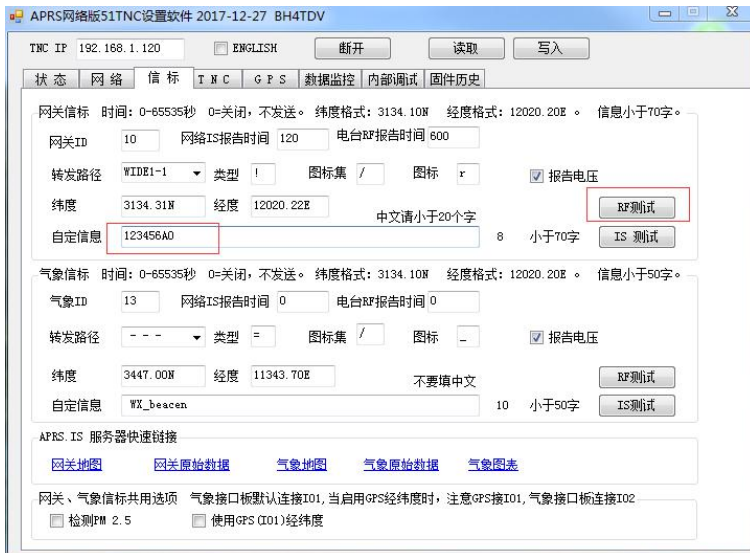 APRS网络版51TNC设置软件 2017-12-27 BH4TDV
TNC IP 192.168.1.120 ENGLISH 断开 读取 写入
状态 网络 信标 TNC GPS 数据监控 内部调试 固件历史
网关信标 时间: 0-65535秒 0=关闭,不发送。 纬度格式: 3134.10N 经度格式: 12020.20E 。 信息小于70字。
网关ID 10 网络IS报告时间 120 电台RF报告时间 600
转发路径 WIDE1-1 类型 ! 图标集 / 图标 r 报告电压
纬度 3134.31N 经度 12020.22E 中文请小于20个字 RF测试
自定信息 123456A0 8 小于70字 IS 测试
气象信标 时间: 0-65535秒 0=关闭,不发送。 纬度格式: 3134.10N 经度格式: 12020.20E 。 信息小于50字。
气象ID 13 网络IS报告时间 0 电台RF报告时间 0
转发路径 - - - 类型 = 图标集 / 图标 _ 报告电压
纬度 3447.00N 经度 11343.70E 不要填中文 RF测试
自定信息 WX_beacen 10 小于50字 IS测试
APRS.IS 服务器快速链接
网关地图 网关原始数据 气象地图 气象原始数据 气象图表
网关、气象信标共用选项 气象接口板默认连接IO1,当启用GPS经纬度时,注意GPS接IO1,气象接口板连接IO2
检测PM 2.5 使用GPS(IO1)经纬度